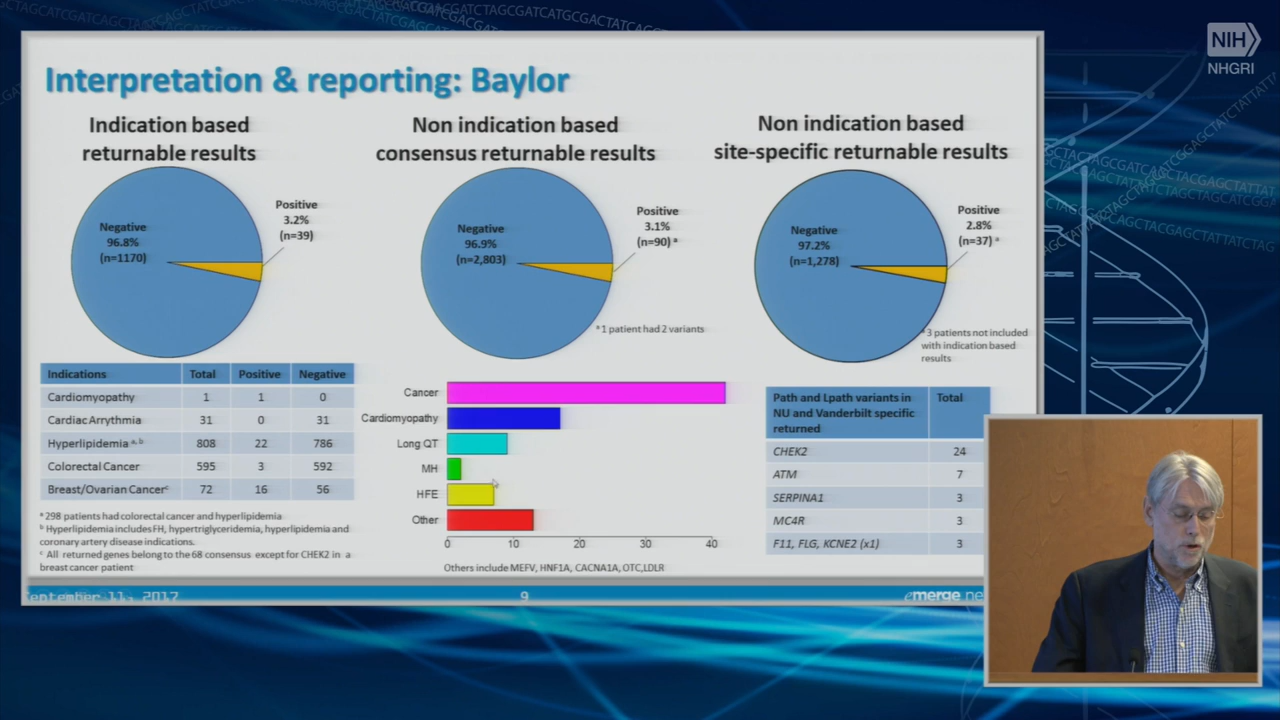 NIH
NHGRI
Interpretation & reporting: Baylor
Indication based
returnable results
Negative
96.8%
(n=1170)
Positive
3.2%
(n=39)
Non indication based
consensus returnable results
Negative
96.9%
(n=2,803)
Positive
3.1%
(n=90) a
a 1 patient had 2 variants
Non indication based
site-specific returnable results
Negative
97.2%
(n=1,278)
Positive
2.8%
(n=37) a
a 3 patients not included
with indication based
results
Indications Total Positive Negative
Cardiomyopathy 1 1 0
Cardiac Arrythmia 31 0 31
Hyperlipidemia a, b 808 22 786
Colorectal Cancer 595 3 592
Breast/Ovarian Cancer c 72 16 56
a 298 patients had colorectal cancer and hyperlipidemia
b Hyperlipidemia includes FH, hypertriglyceridemia, hyperlipidemia and
coronary artery disease indications.
c All returned genes belong to the 68 consensus except for CHEK2 in a
breast cancer patient
Cancer
Cardiomyopathy
Long QT
MH
HFE
Other
0 10 20 30 40
Others include MEFV, HNF1A, CACNA1A, OTC,LDLR
Path and Lpath variants in
NU and Vanderbilt specific
returned
Total
CHEK2 24
ATM 7
SERPINA1 3
MC4R 3
F11, FLG, KCNE2 (x1) 3
eptember 11, 2017
9
emerge ne